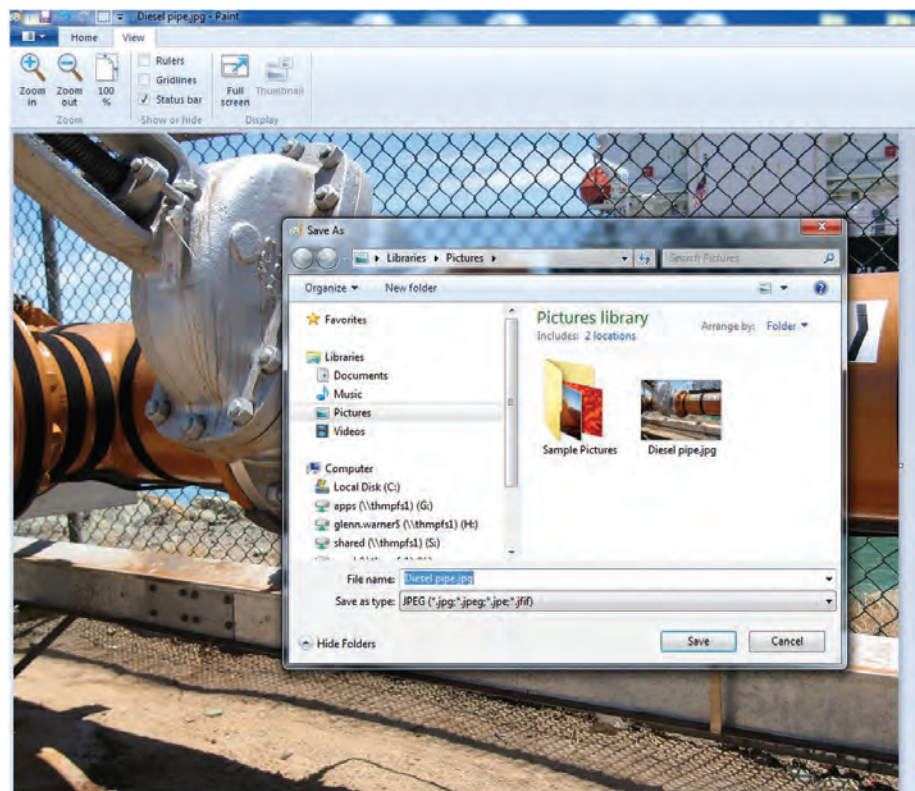 Diesel pipe.jpg - Paint
Home View
Zoom in
Zoom out
100 %
Zoom
Rulers
Gridlines
Status bar
Show or hide
Full screen
Thumbnail
Display
Save As
Libraries Pictures
Search Pictures
Organize New folder
Favorites
Libraries
Documents
Music
Pictures
Videos
Computer
Local Disk (C:)
apps (\\thmpfs1) (G:)
glenn.warner$ (\\thmpfs1) (H:)
shared (\\thmpfs1) (S:)
Pictures library
Includes: 2 locations
Arrange by: Folder
Sample Pictures
Diesel pipe.jpg
File name: Diesel pipe.jpg
Save as type: JPEG (*.jpg;*.jpeg;*.jpe;*.jfif)
Hide Folders
Save Cancel